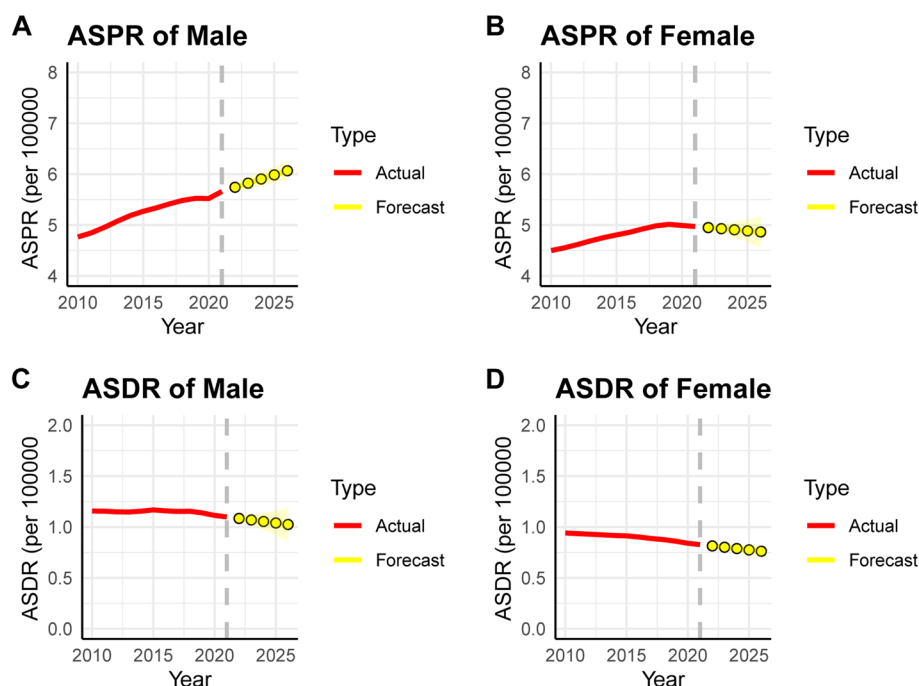 A
ASPR of Male
ASPR (per 100000
8
7
6
5
4
2010 2015 2020 2025
Year
Type
Actual
Forecast
B
ASPR of Female
ASPR (per 100000
8
7
6
5
4
2010 2015 2020 2025
Year
Type
Actual
Forecast
C
ASDR of Male
ASDR (per 100000
2.0
1.5
1.0
0.5
0.0
2010 2015 2020 2025
Year
Type
Actual
Forecast
D
ASDR of Female
ASDR (per 100000
2.0
1.5
1.0
0.5
0.0
2010 2015 2020 2025
Year
Type
Actual
Forecast